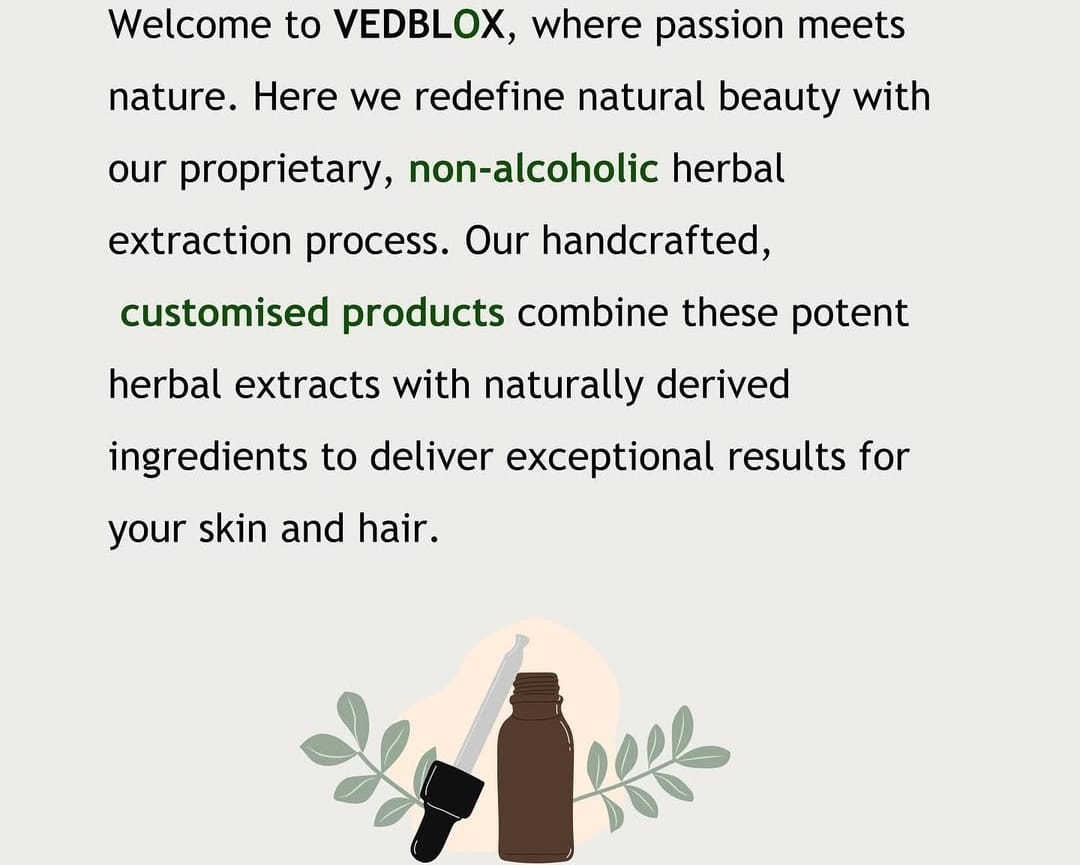 Welcome to VEDBLOX, where passion meets
nature. Here we redefine natural beauty with
our proprietary, non-alcoholic herbal
extraction process. Our handcrafted,
customised products combine these potent
herbal extracts with naturally derived
ingredients to deliver exceptional results for
your skin and hair.